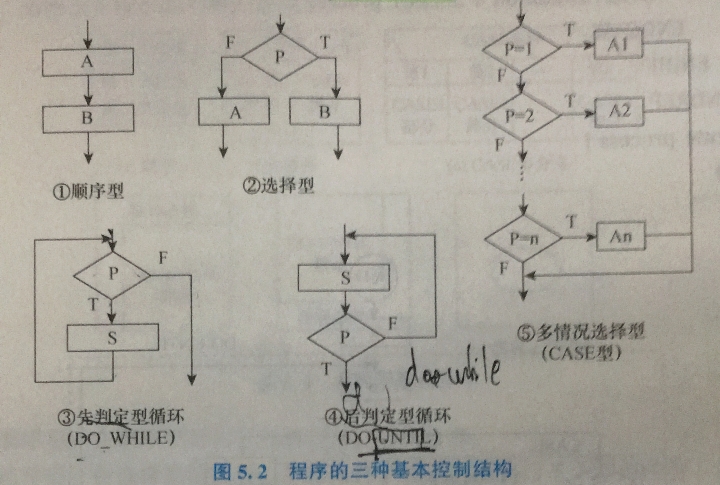 A
B
①顺序型
F
P
T
A
B
②选择型
P=1
T
A1
F
P=2
T
A2
F
P=n
T
An
F
⑤多情况选择型
(CASE型)
P
F
T
S
③先判定型循环
(DO_WHILE)
S
P
F
T
do while
④后判定型循环
(DO UNTIL)
图 5.2 程序的三种基本控制结构